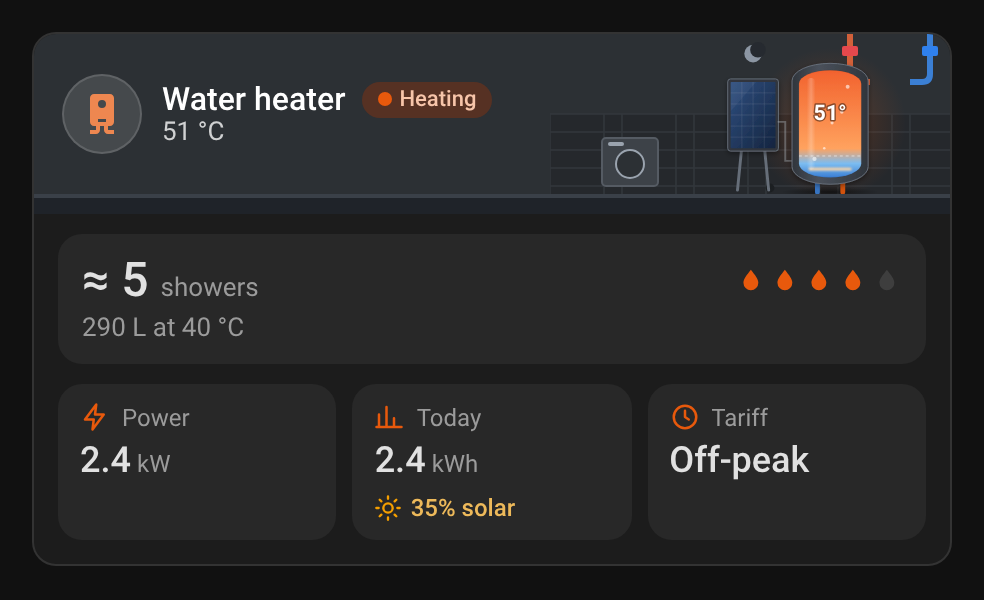 Water heater
Heating
51 °C
51°
≈ 5 showers
290 L at 40 °C
Power
2.4 kW
Today
2.4 kWh
35% solar
Tariff
Off-peak